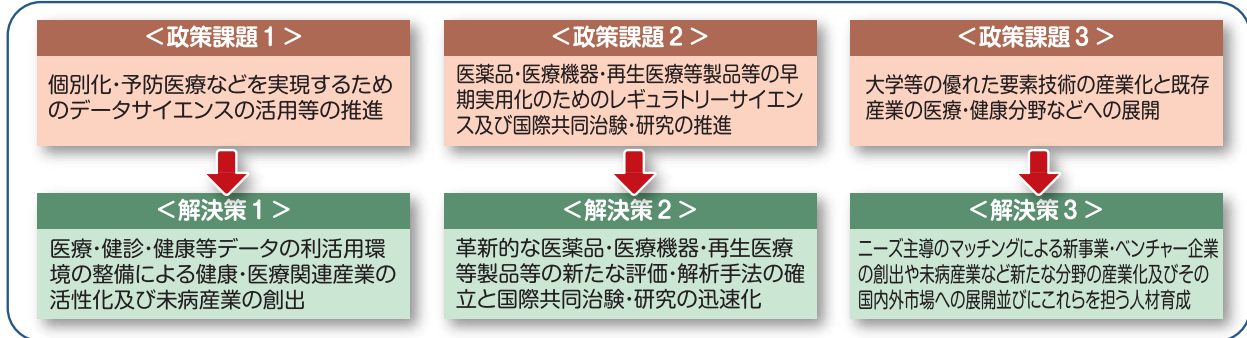 ＜政策課題１＞
個別化・予防医療などを実現するため
のデータサイエンスの活用等の推進
＜解決策１＞
医療・健診・健康等データの利活用環
境の整備による健康・医療関連産業の
活性化及び未病産業の創出
＜政策課題２＞
医薬品・医療機器・再生医療等製品等の早
期実用化のためのレギュラトリーサイエン
ス及び国際共同治験・研究の推進
＜解決策２＞
革新的な医薬品・医療機器・再生医療
等製品等の新たな評価・解析手法の確
立と国際共同治験・研究の迅速化
＜政策課題３＞
大学等の優れた要素技術の産業化と既存
産業の医療・健康分野などへの展開
＜解決策３＞
ニーズ主導のマッチングによる新事業・ベンチャー企業
の創出や未病産業など新たな分野の産業化及びその
国内外市場への展開並びにこれらを担う人材育成